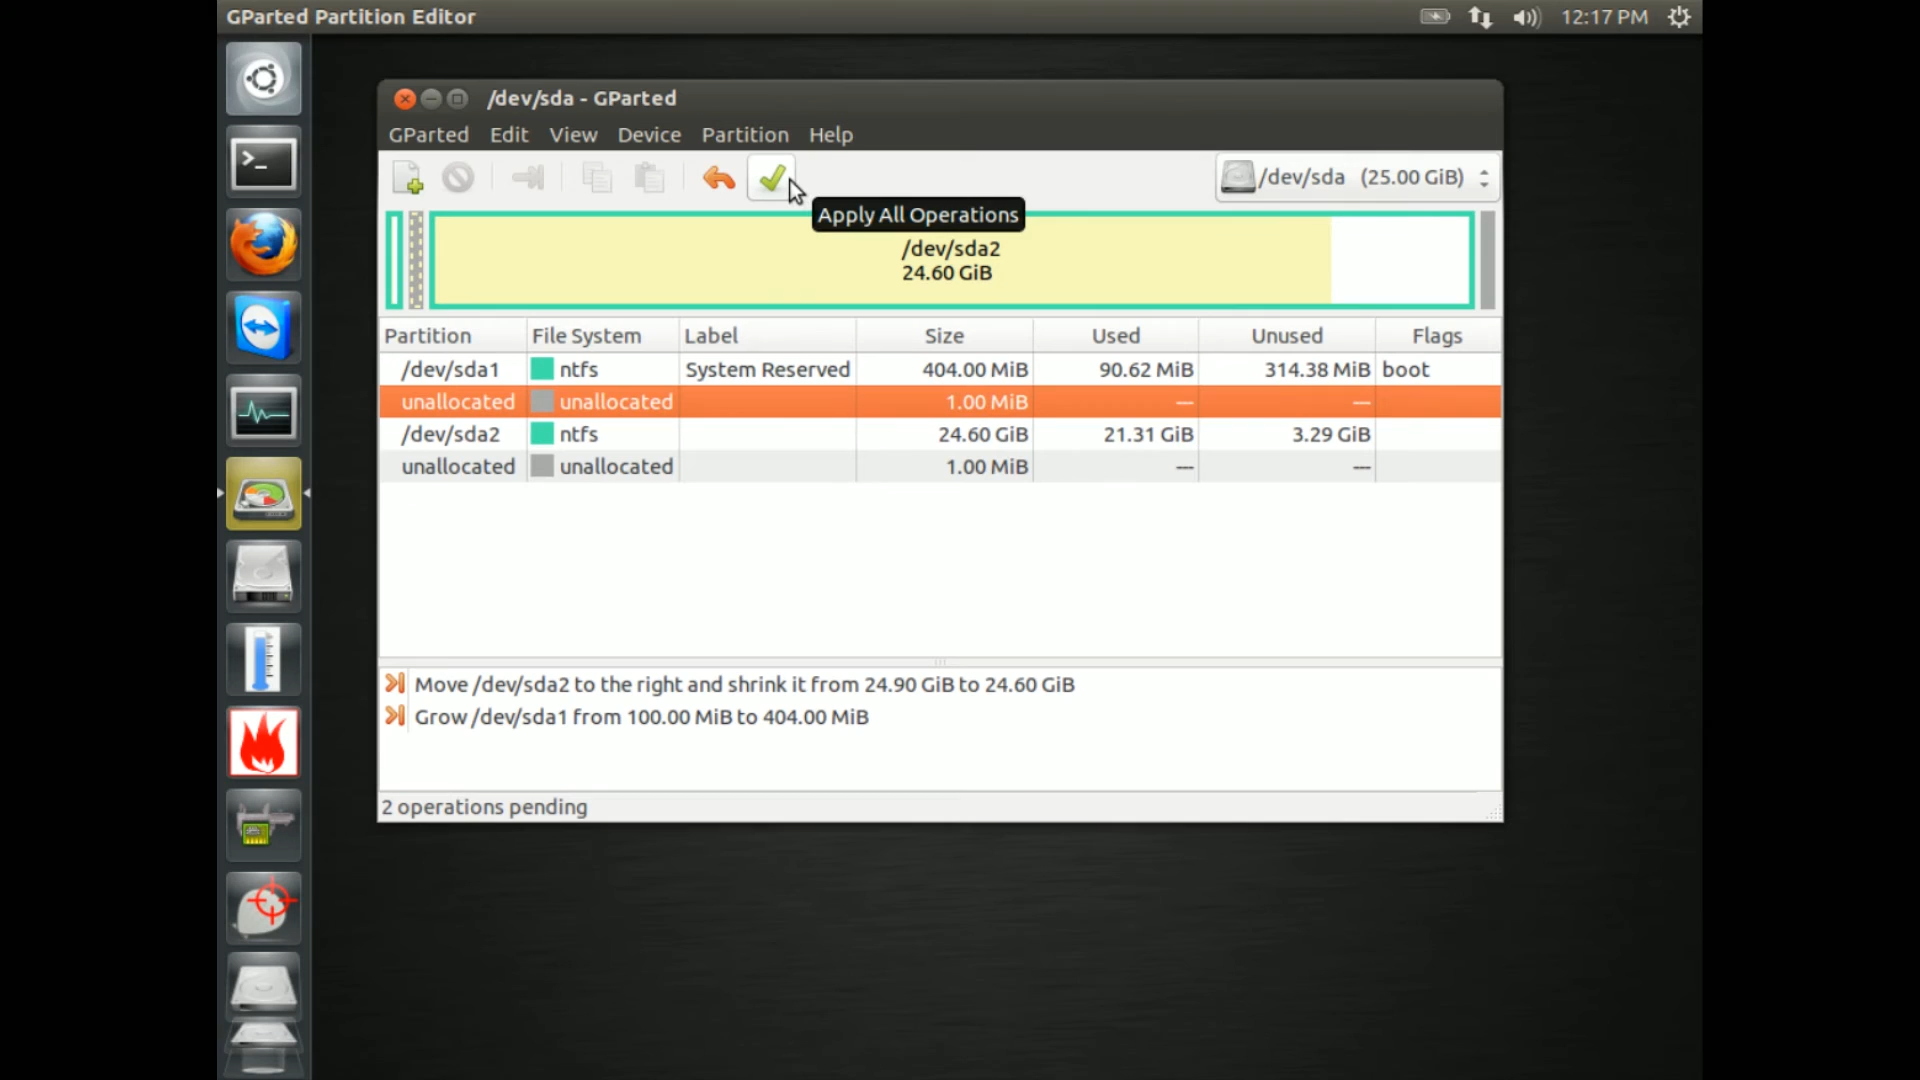 GParted Partition Editor
12:17 PM
/dev/sda - GParted
GParted Edit View Device Partition Help
/dev/sda (25.00 GiB)
Apply All Operations
/dev/sda2
24.60 GiB
Partition File System Label Size Used Unused Flags
/dev/sda1 ntfs System Reserved 404.00 MiB 90.62 MiB 314.38 MiB boot
unallocated unallocated 1.00 MiB --- ---
/dev/sda2 ntfs 24.60 GiB 21.31 GiB 3.29 GiB
unallocated unallocated 1.00 MiB --- ---
Move /dev/sda2 to the right and shrink it from 24.90 GiB to 24.60 GiB
Grow /dev/sda1 from 100.00 MiB to 404.00 MiB
2 operations pending